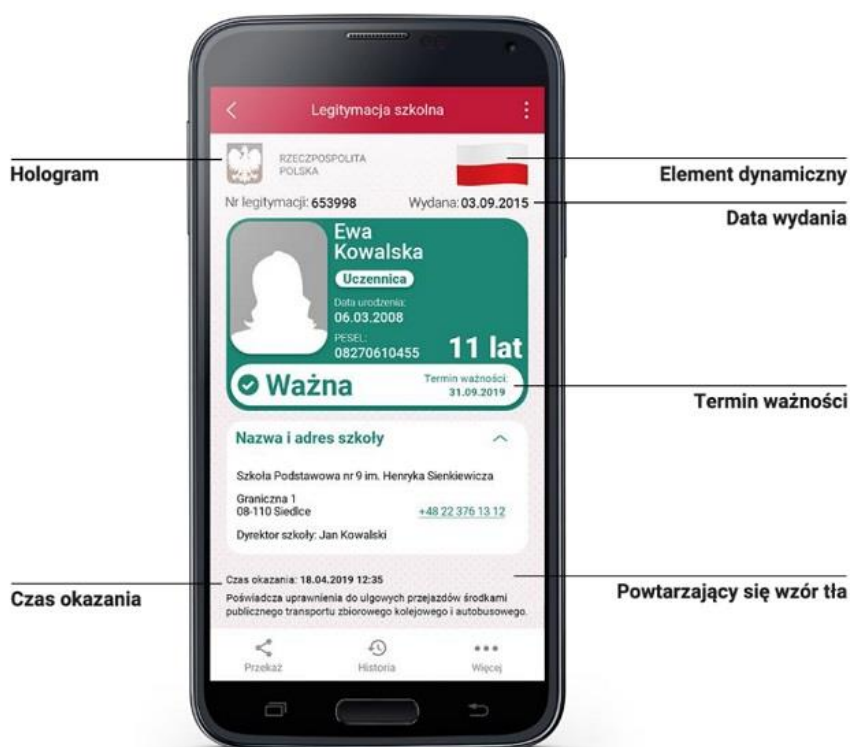 Legitymacja szkolna
Hologram
RZECZPOSPOLITA
POLSKA
Element dynamiczny
Nr legitymacji: 653998
Wydana: 03.09.2015
Data wydania
Ewa
Kowalska
Uczennica
Data urodzenia:
06.03.2008
PESEL:
08270610455
11 lat
Ważna
Termin ważności:
31.09.2019
Termin ważności
Nazwa i adres szkoły
Szkoła Podstawowa nr 9 im. Henryka Sienkiewicza
Graniczna 1
08-110 Siedlce
+48 22 376 13 12
Dyrektor szkoły: Jan Kowalski
Czas okazania: 18.04.2019 12:35
Czas okazania
Powtarzający się wzór tła
Poświadcza uprawnienia do ulgowych przejazdów środkami
publicznego transportu zbiorowego kolejowego i autobusowego.
Przekaż
Historia
Więcej